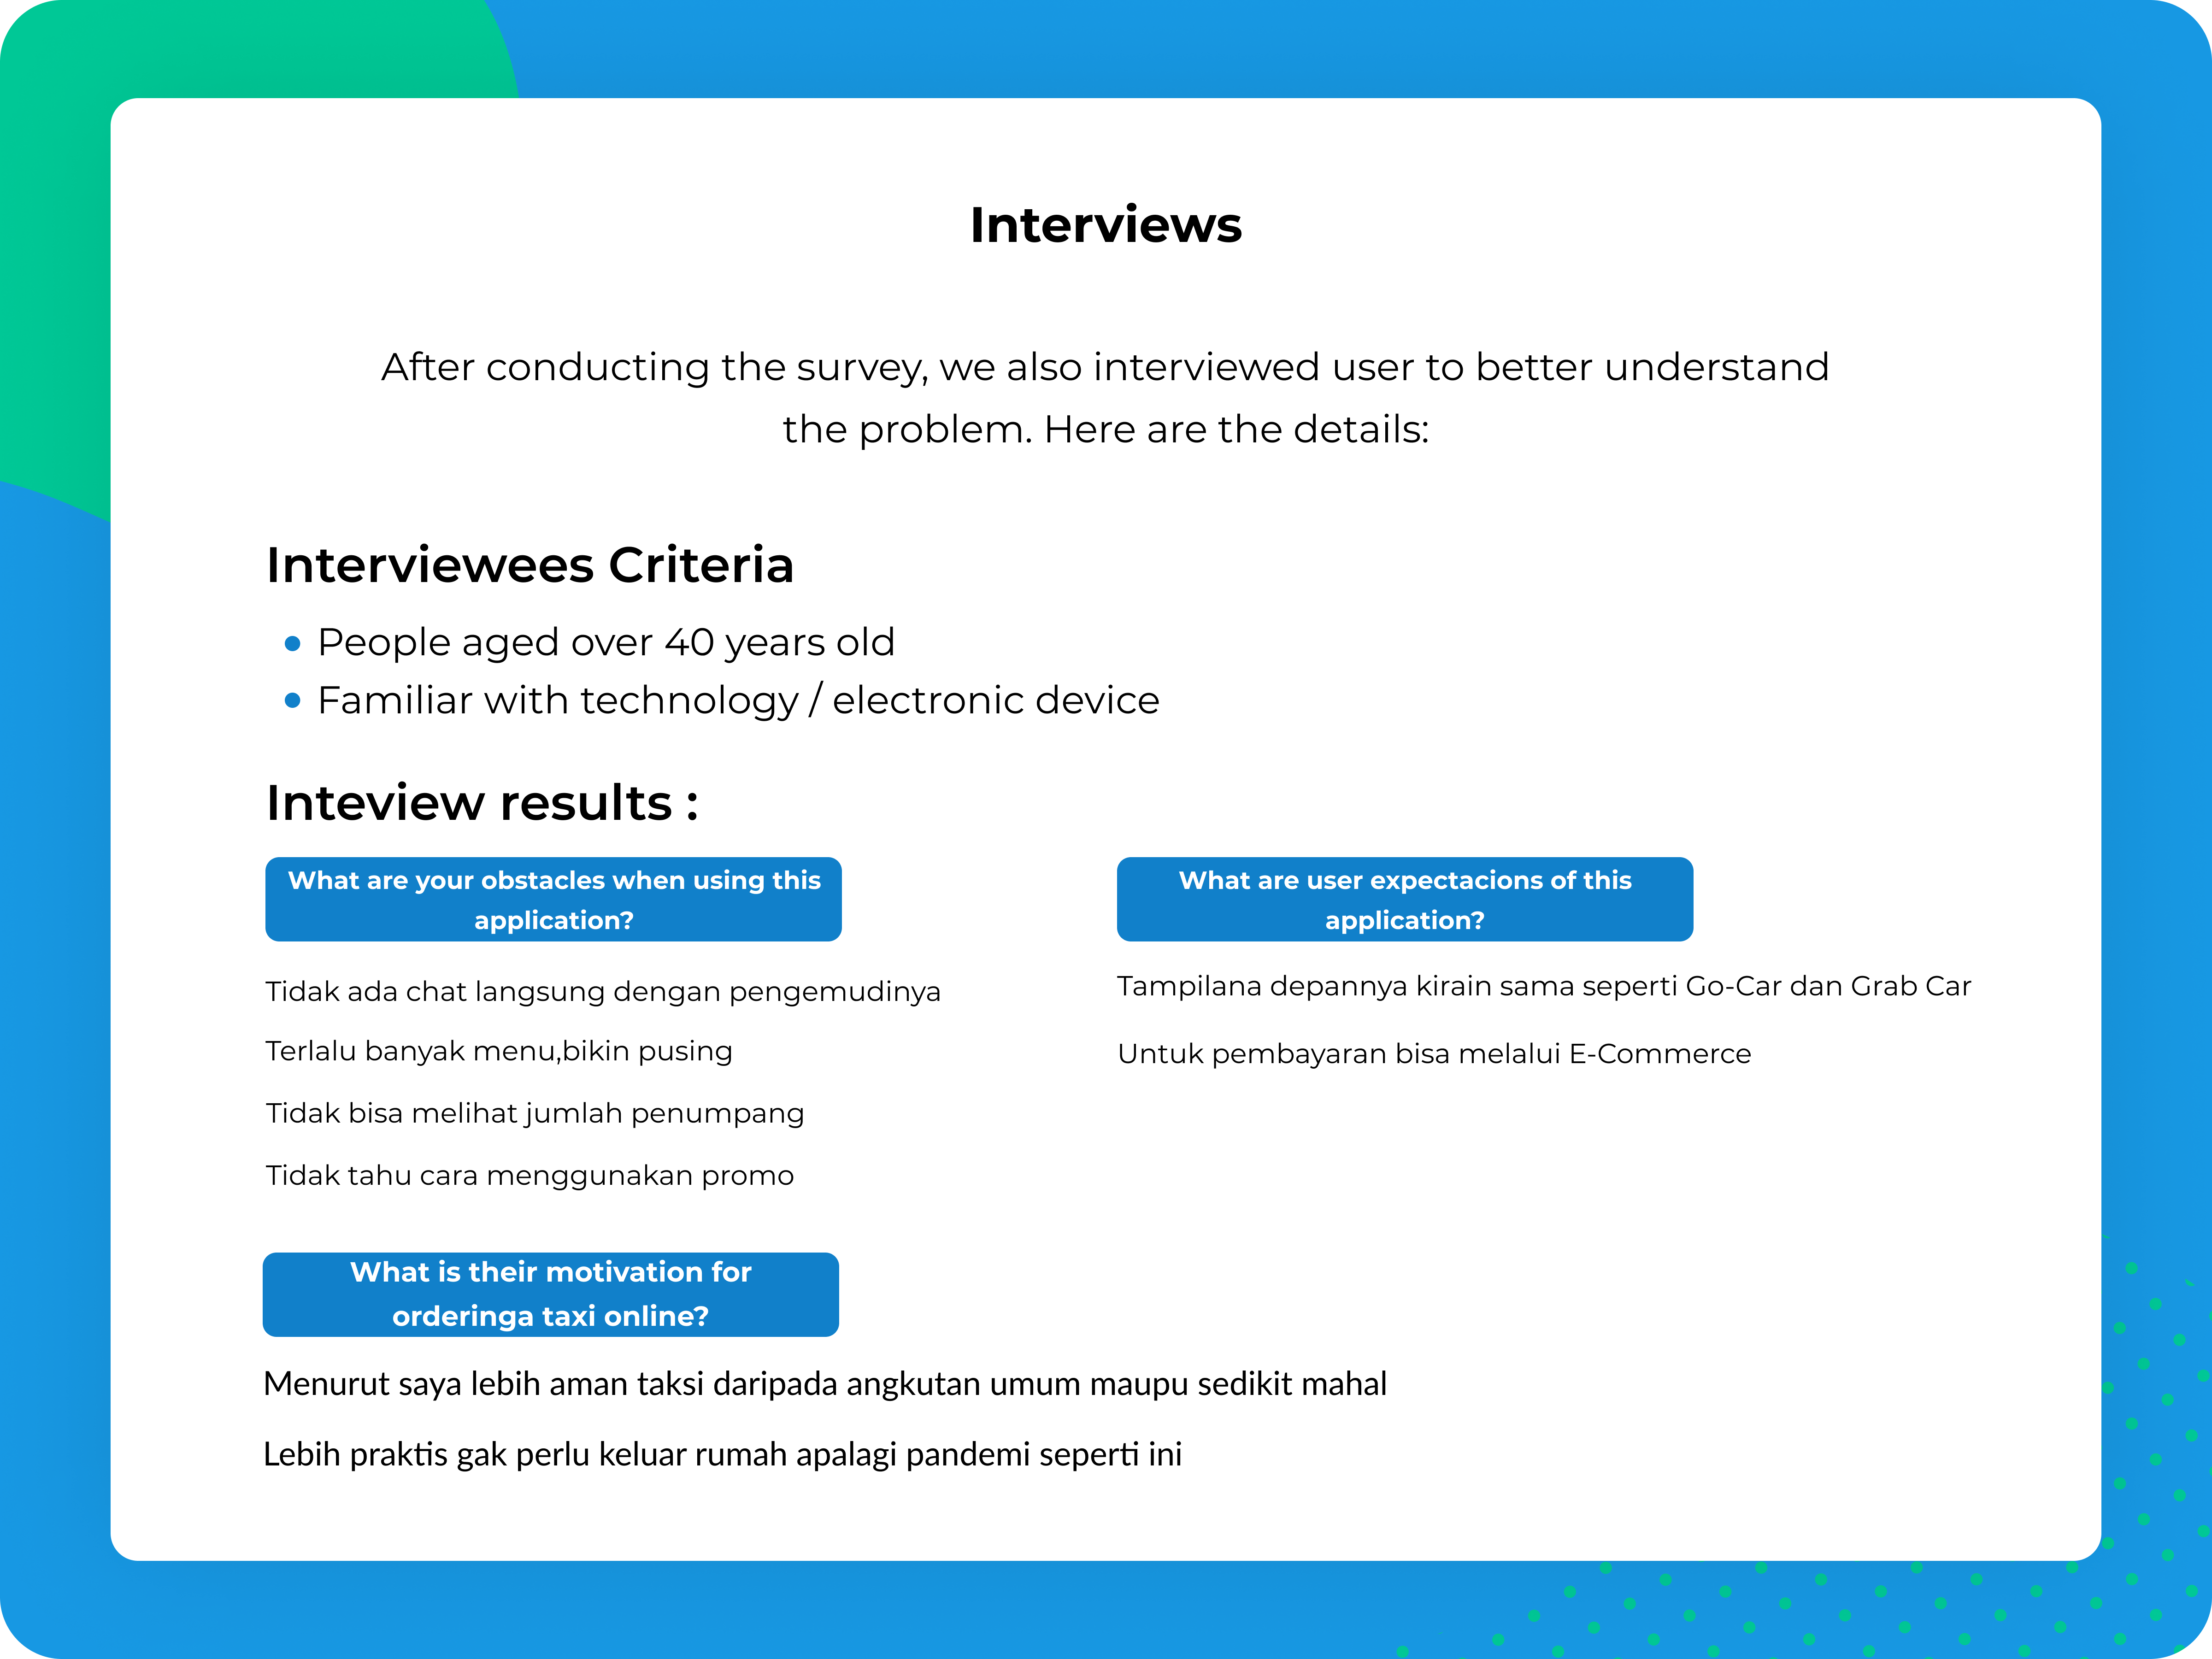 Interviews
After conducting the survey, we also interviewed user to better understand
the problem. Here are the details:
Interviewees Criteria
People aged over 40 years old
Familiar with technology / electronic device
Inteview results :
What are your obstacles when using this
application?
Tidak ada chat langsung dengan pengemudinya
Terlalu banyak menu,bikin pusing
Tidak bisa melihat jumlah penumpang
Tidak tahu cara menggunakan promo
What are user expectacions of this
application?
Tampilana depannya kirain sama seperti Go-Car dan Grab Car
Untuk pembayaran bisa melalui E-Commerce
What is their motivation for
orderinga taxi online?
Menurut saya lebih aman taksi daripada angkutan umum maupu sedikit mahal
Lebih praktis gak perlu keluar rumah apalagi pandemi seperti ini